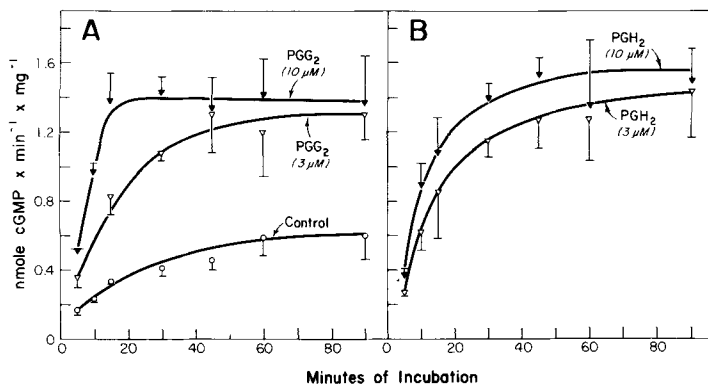 A
B
PGG2
(10 μM)
PGG2
(3 μM)
Control
PGH2
(10 μM)
PGH2
(3 μM)
nmole cGMP x min-1 x mg-1
1.6
1.2
0.8
0.4
0
0 20 40 60 80
0 20 40 60 80
Minutes of Incubation